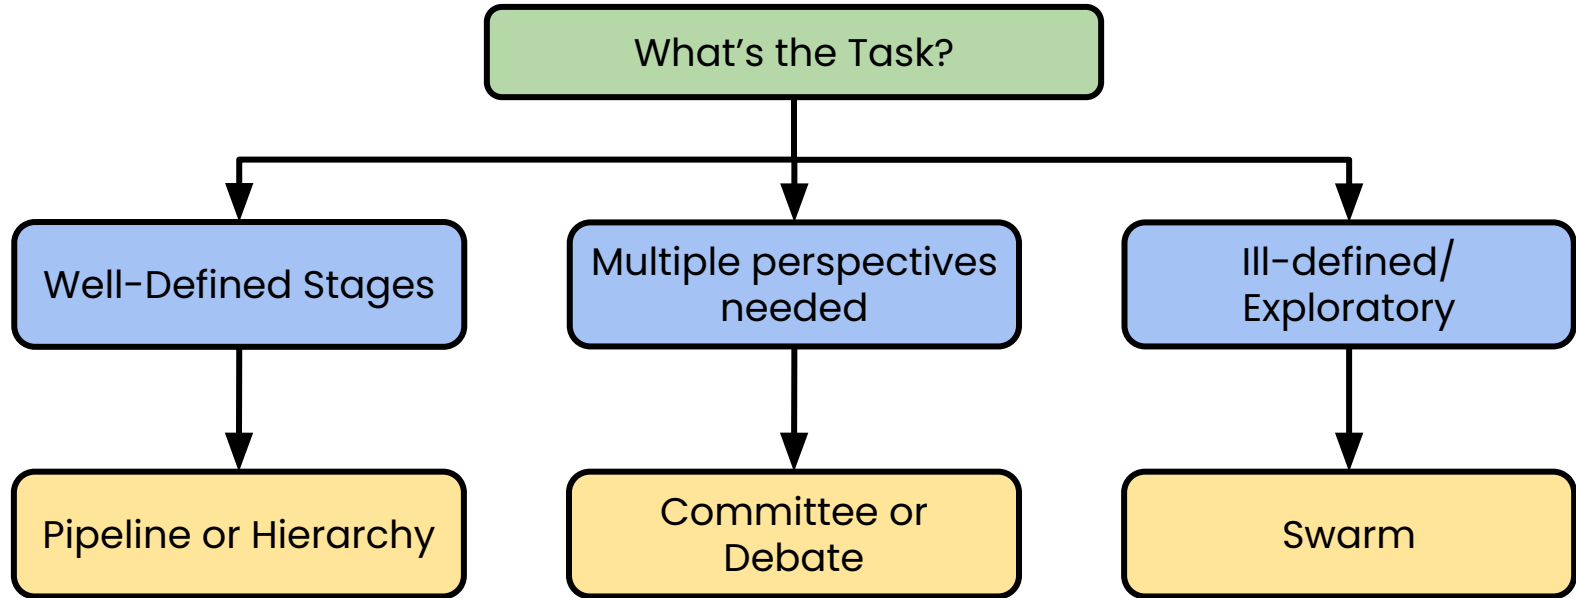 What’s the Task?
Well-Defined Stages
Multiple perspectives
needed
Ill-defined/
Exploratory
Pipeline or Hierarchy
Committee or
Debate
Swarm